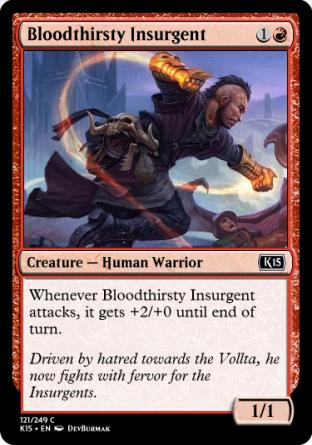 Bloodthirsty Insurgent 1
Creature — Human Warrior K15
Whenever Bloodthirsty Insurgent
attacks, it gets +2/+0 until end of
turn.
Driven by hatred towards the Vollta, he
now fights with fervor for the
Insurgents.
1/1
121/249 C
K15 • EN DevBurmak